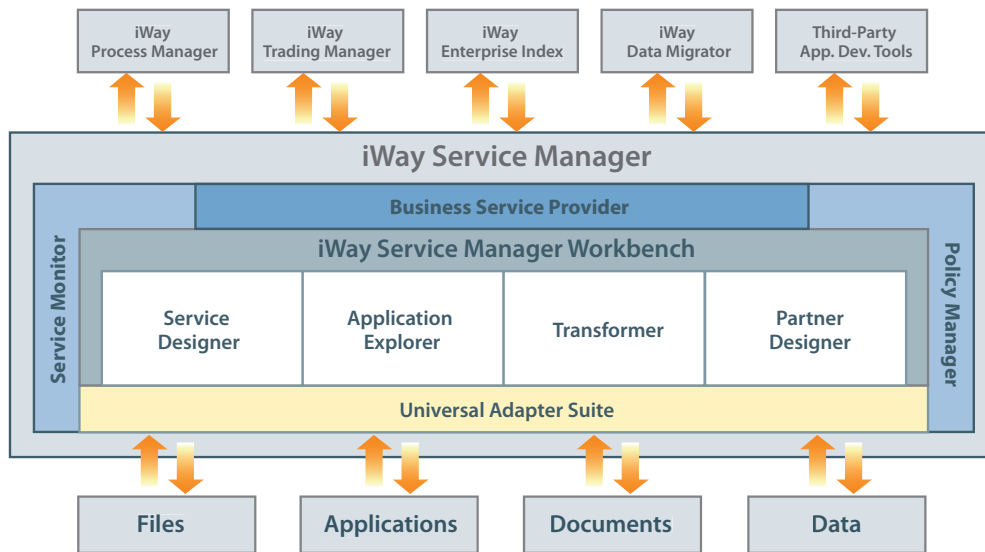 iWay
Process Manager
iWay
Trading Manager
iWay
Enterprise Index
iWay
Data Migrator
Third-Party
App. Dev. Tools
iWay Service Manager
Business Service Provider
Service Monitor
iWay Service Manager Workbench
Policy Manager
Service
Designer
Application
Explorer
Transformer
Partner
Designer
Universal Adapter Suite
Files
Applications
Documents
Data